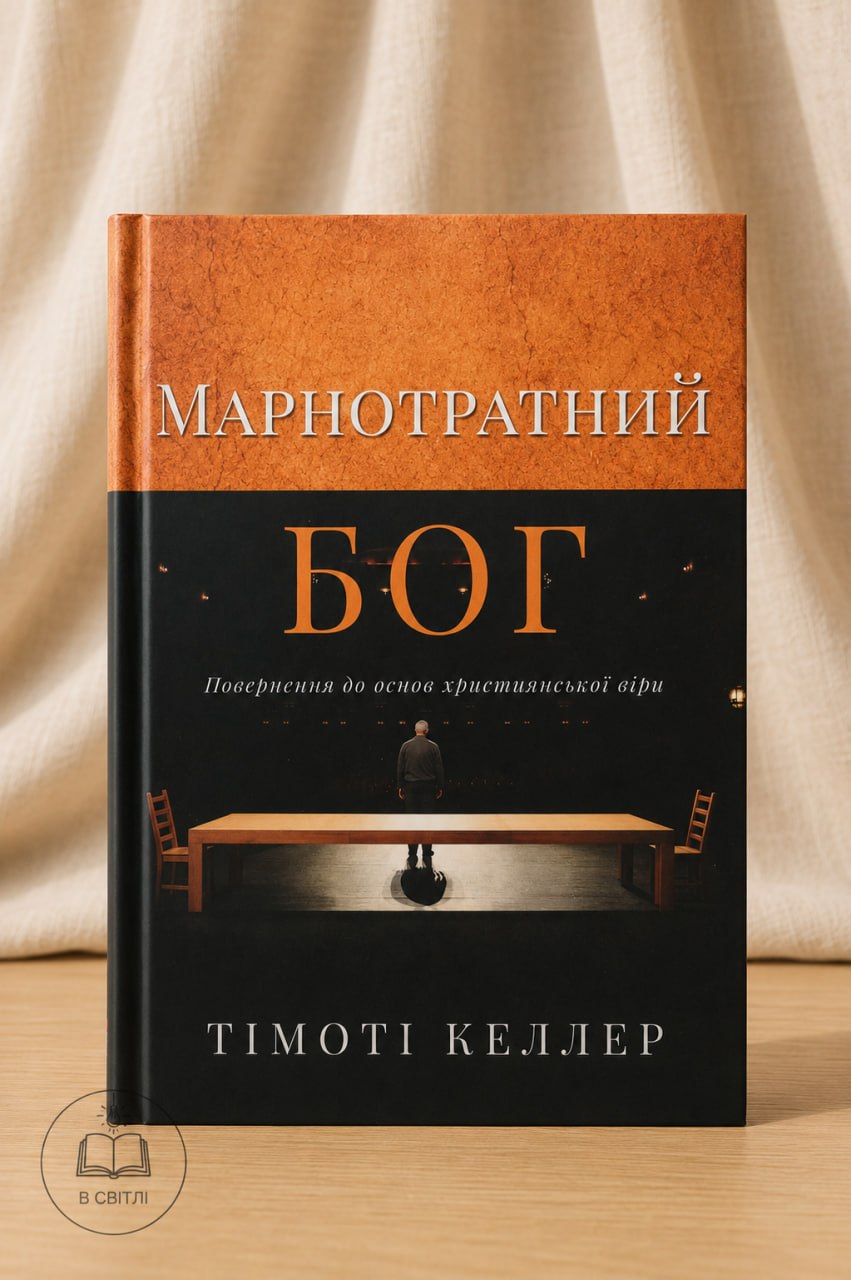 Марнотратний
БОГ
Повернення до основ християнської віри
ТІМОТІ КЕЛЛЕР
В СВІТЛІ